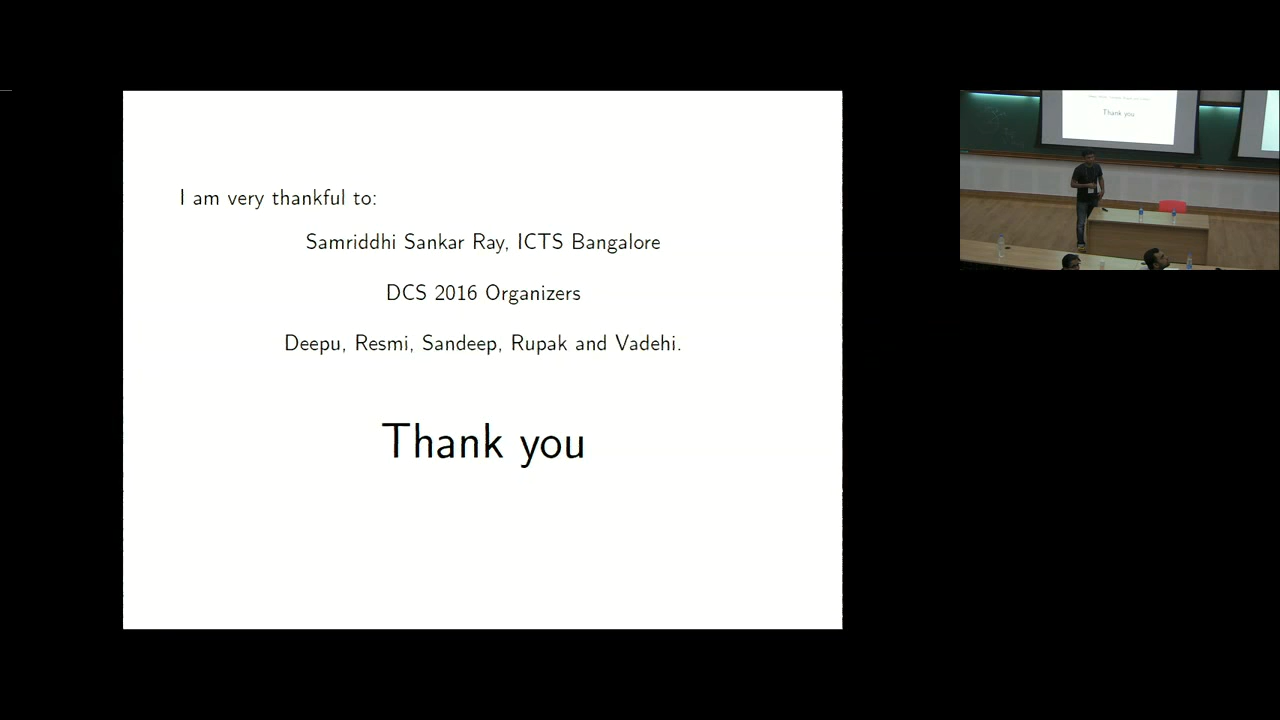 I am very thankful to:
Samriddhi Sankar Ray, ICTS Bangalore
DCS 2016 Organizers
Deepu, Resmi, Sandeep, Rupak and Vadehi.
Thank you
Thank you